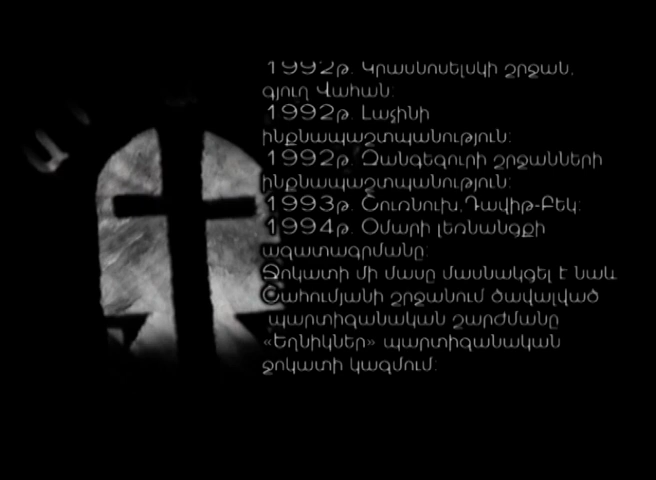 1992թ. Կրասնոսելսկի շրջան,
գյուղ Վահան:
1992թ. Լաչինի
ինքնապաշտպանություն:
1992թ. Զանգեզուրի շրջանների
ինքնապաշտպանություն:
1993թ. Շուռնուխ,Դավիթ-Բեկ:
1994թ. Օմարի լեռնանցքի
ազատագրմանը:
Ջոկատի մի մասը մասնակցել է նաև
Շահումյանի շրջանում ծավալված
պարտիզանական շարժմանը
«Եղնիկներ» պարտիզանական
ջոկատի կազմում: